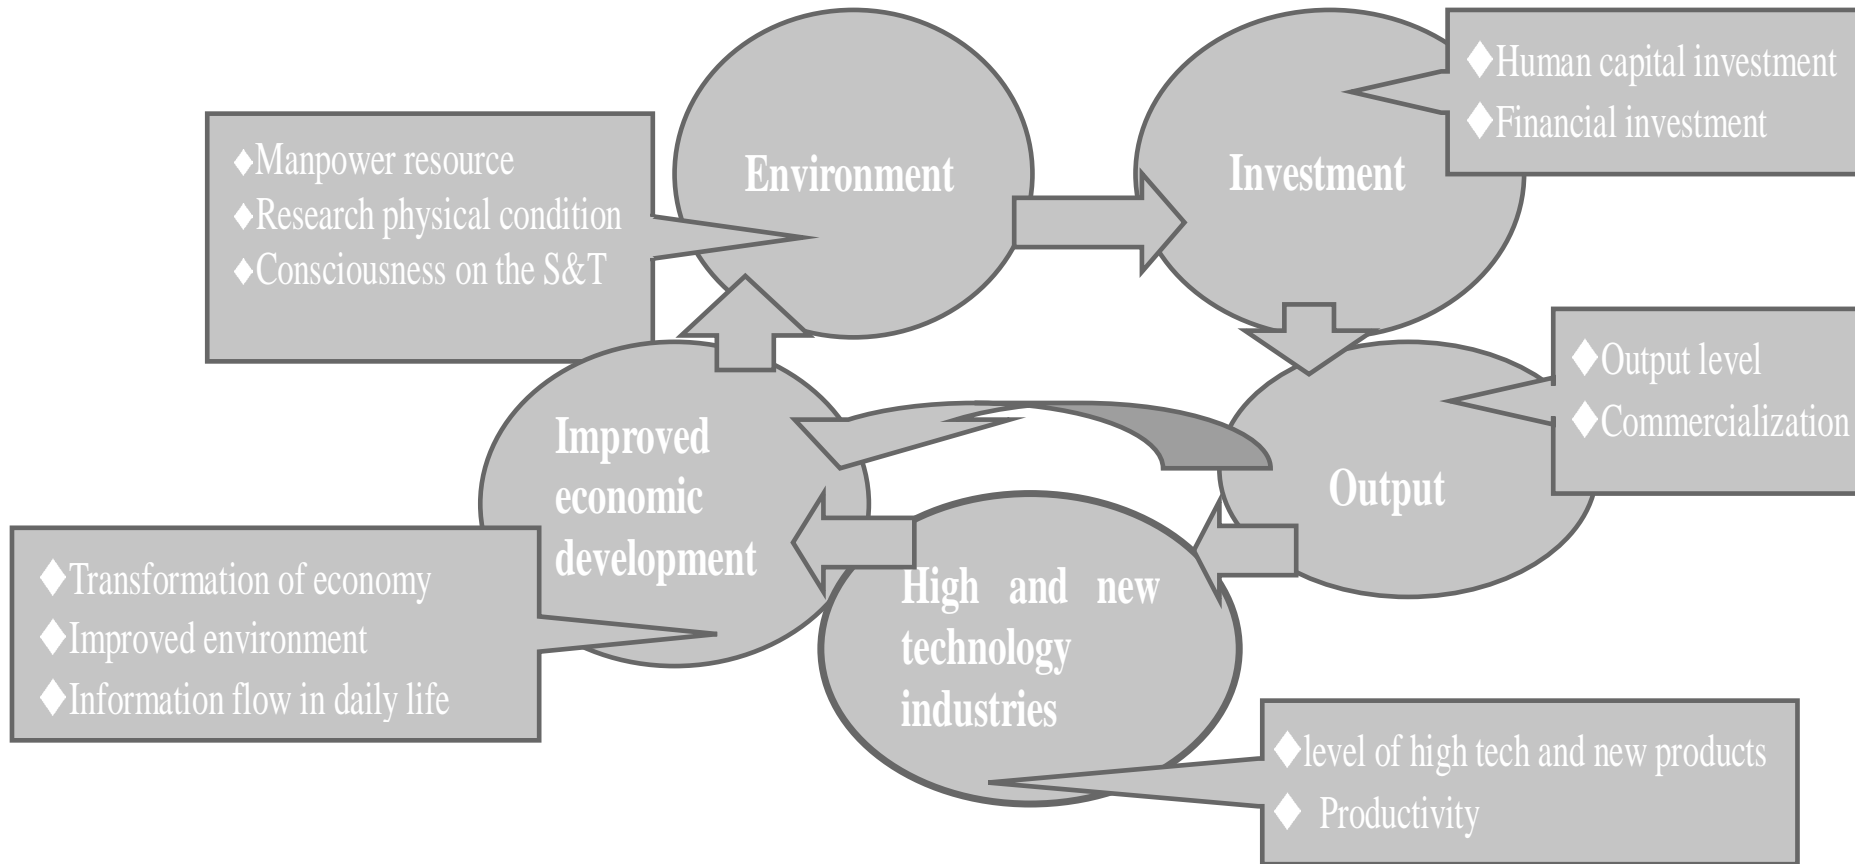 Environment
Investment
♦Human capital investment
♦Financial investment
♦Manpower resource
♦Research physical condition
♦Consciousness on the S&T
♦Output level
♦Commercialization
Output
Improved
economic
development
♦Transformation of economy
♦Improved environment
♦Information flow in daily life
High and new
technology
industries
♦level of high tech and new products
♦ Productivity